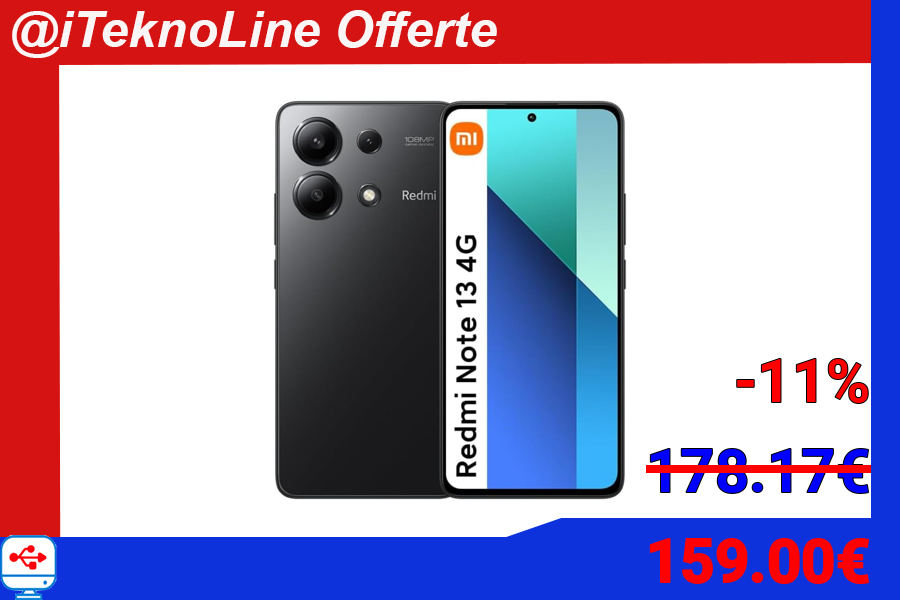 @iTeknoLine Offerte
108MP
Redmi
mi
Redmi Note 13 4G
-11%
178.17€
159.00€